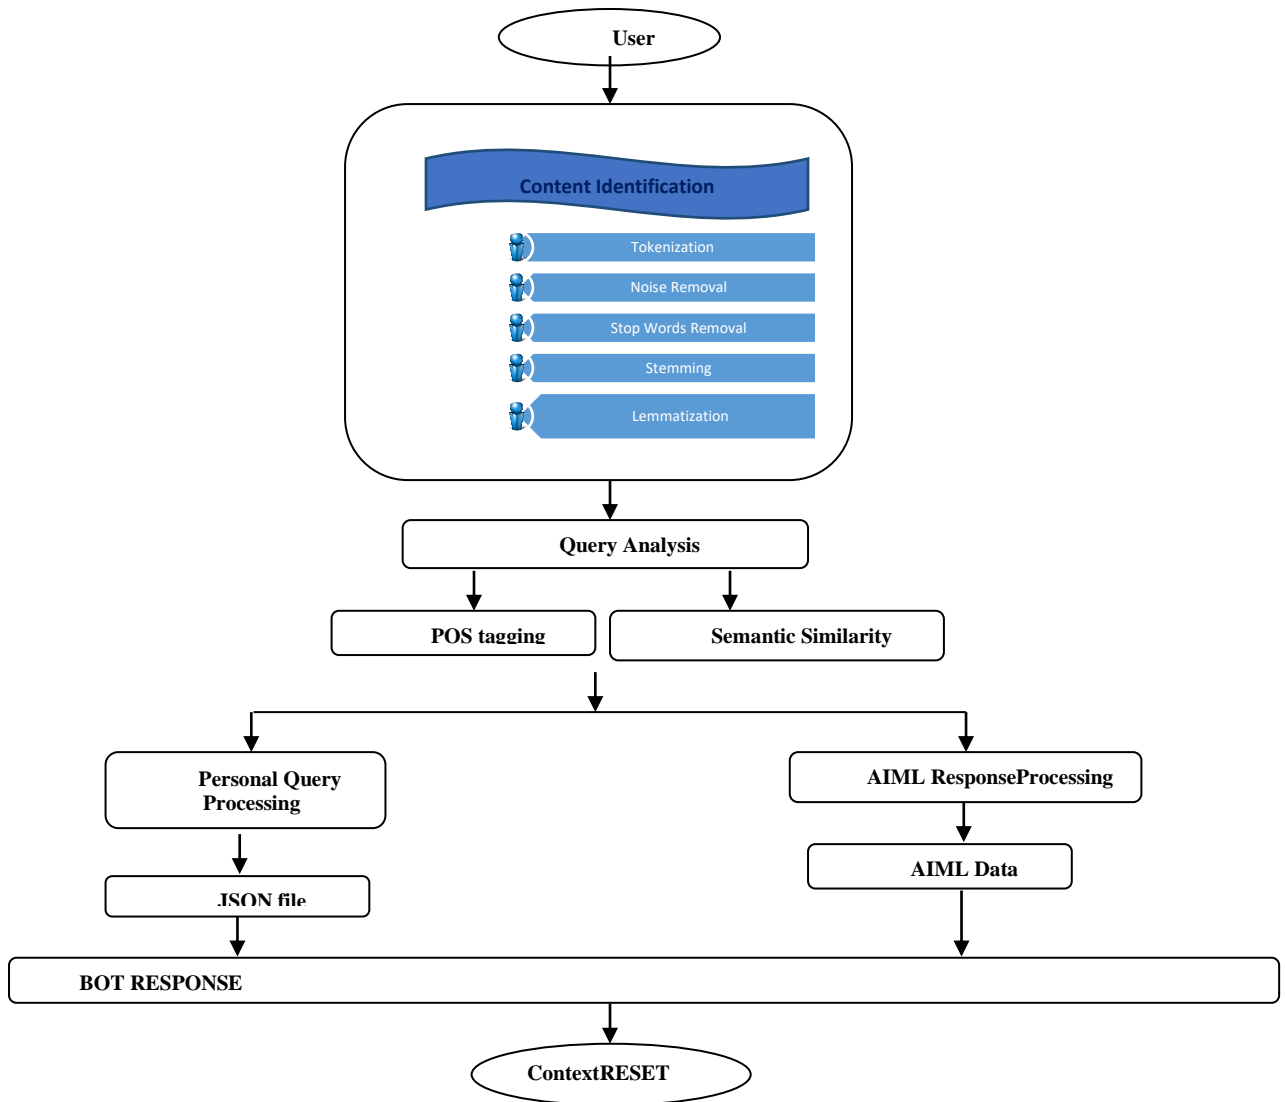 User
Content Identification
Tokenization
Noise Removal
Stop Words Removal
Stemming
Lemmatization
Query Analysis
POS tagging
Semantic Similarity
Personal Query
Processing
AIML ResponseProcessing
JSON file
AIML Data
BOT RESPONSE
ContextRESET